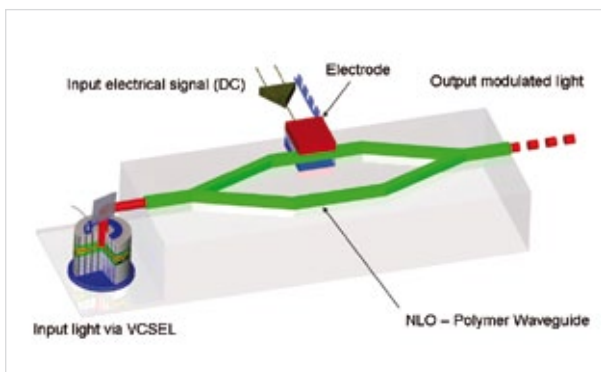 Electrode
Input electrical signal (DC)
Output modulated light
NLO – Polymer Waveguide
Input light via VCSEL